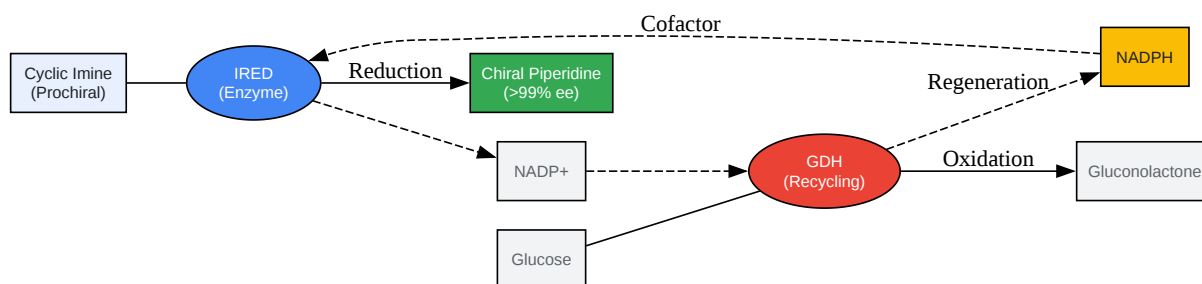 Cofactor
Cyclic Imine
(Prochiral)
IRED
(Enzyme)
Reduction
Chiral Piperidine
(>99% ee)
NADPH
Regeneration
NADP+
GDH
(Recycling)
Oxidation
Gluconolactone
Glucose